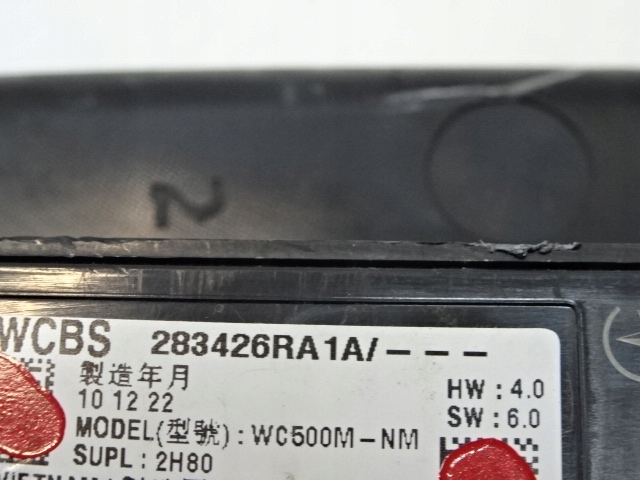 2
WCBS 283426RA1A/---
製造年月
10 12 22
HW : 4.0
MODEL(型號) : WC500M-NM
SW : 6.0
SUPL : 2H80